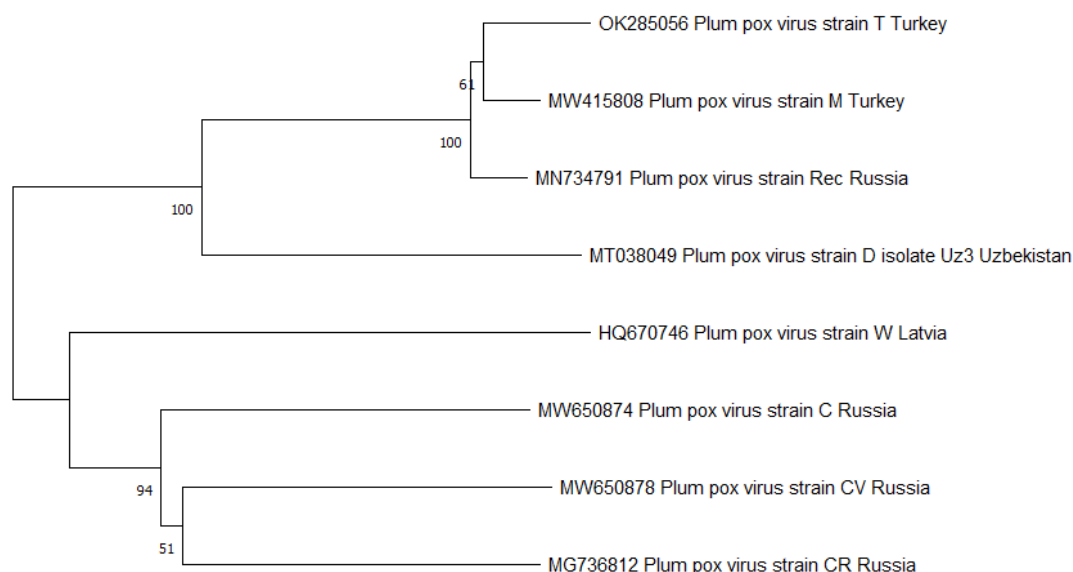 OK285056 Plum pox virus strain T Turkey
61
MW415808 Plum pox virus strain M Turkey
100
MN734791 Plum pox virus strain Rec Russia
100
MT038049 Plum pox virus strain D isolate Uz3 Uzbekistan
HQ670746 Plum pox virus strain W Latvia
MW650874 Plum pox virus strain C Russia
94
MW650878 Plum pox virus strain CV Russia
51
MG736812 Plum pox virus strain CR Russia